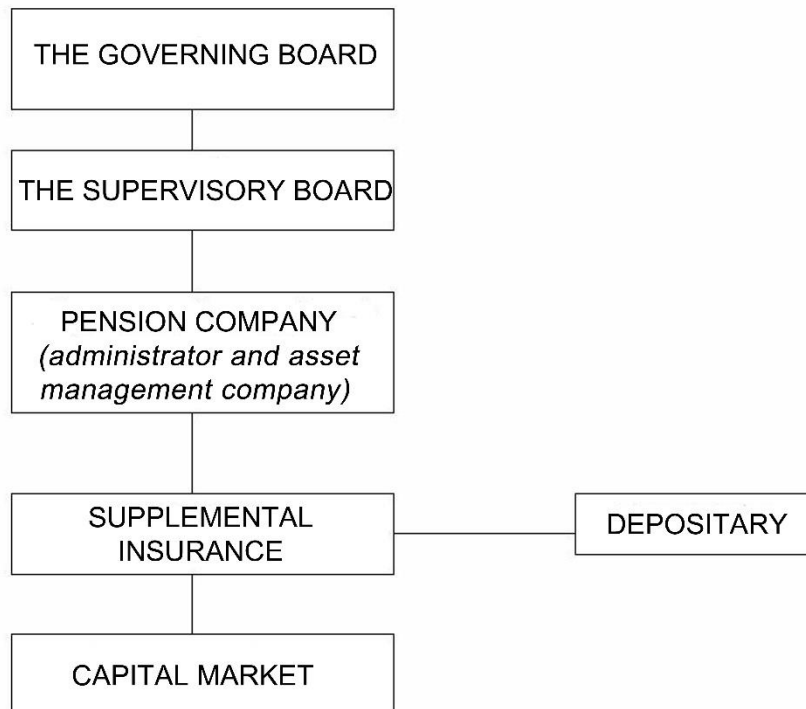 THE GOVERNING BOARD
THE SUPERVISORY BOARD
PENSION COMPANY
(administrator and asset
management company)
SUPPLEMENTAL
INSURANCE
DEPOSITARY
CAPITAL MARKET